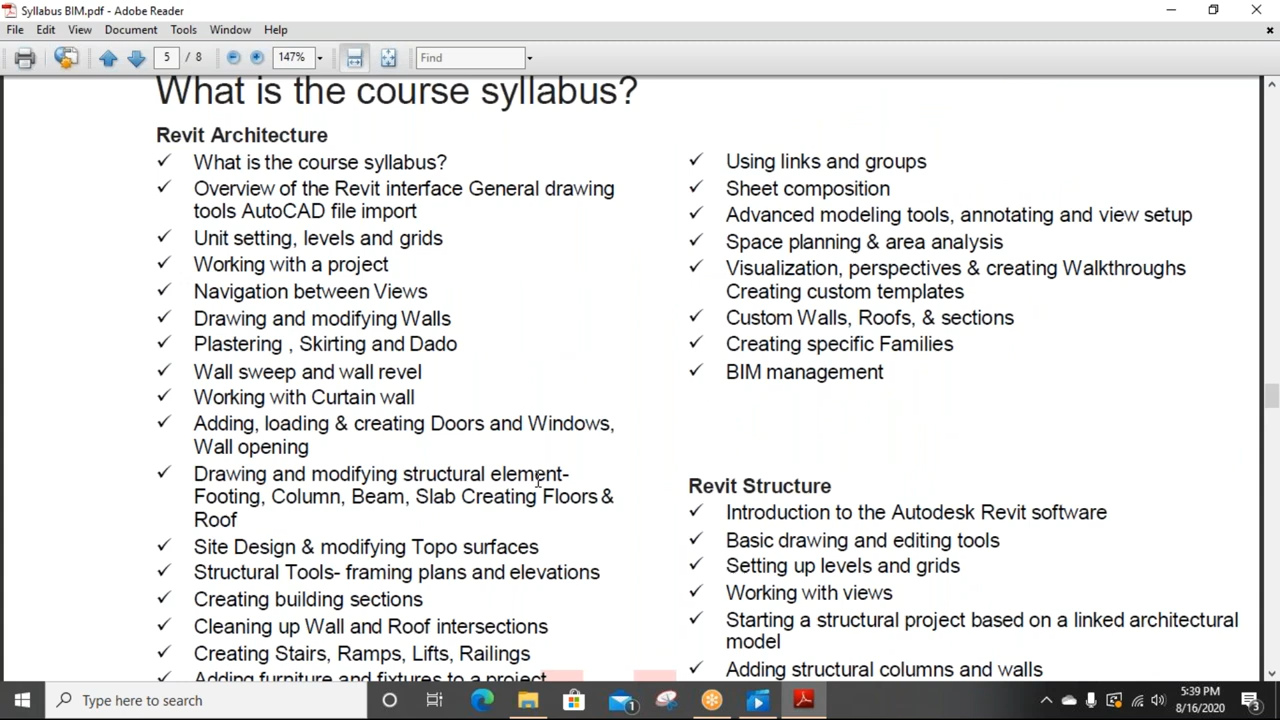 Syllabus BIM.pdf - Adobe Reader
File Edit View Document Tools Window Help
5 / 8 147% Find
What is the course syllabus?
Revit Architecture
What is the course syllabus?
Overview of the Revit interface General drawing
tools AutoCAD file import
Unit setting, levels and grids
Working with a project
Navigation between Views
Drawing and modifying Walls
Plastering , Skirting and Dado
Wall sweep and wall revel
Working with Curtain wall
Adding, loading & creating Doors and Windows,
Wall opening
Drawing and modifying structural element-
Footing, Column, Beam, Slab Creating Floors &
Roof
Site Design & modifying Topo surfaces
Structural Tools- framing plans and elevations
Creating building sections
Cleaning up Wall and Roof intersections
Creating Stairs, Ramps, Lifts, Railings
Adding furniture and fixtures to a project
Using links and groups
Sheet composition
Advanced modeling tools, annotating and view setup
Space planning & area analysis
Visualization, perspectives & creating Walkthroughs
Creating custom templates
Custom Walls, Roofs, & sections
Creating specific Families
BIM management
Revit Structure
Introduction to the Autodesk Revit software
Basic drawing and editing tools
Setting up levels and grids
Working with views
Starting a structural project based on a linked architectural
model
Adding structural columns and walls
Type here to search
1
5:39 PM
8/16/2020
3